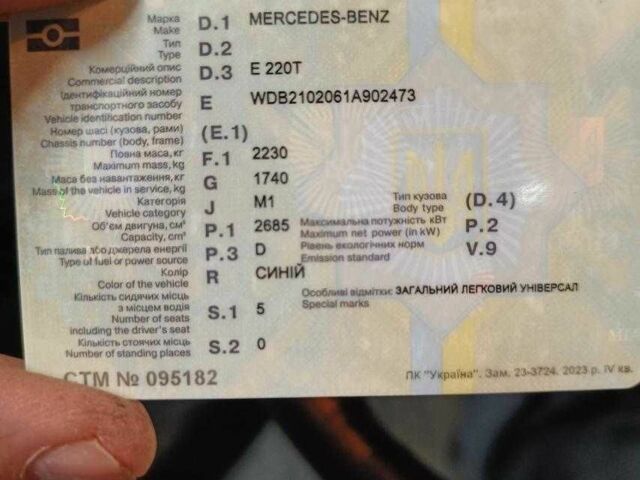 Марка
Make
D.1 MERCEDES-BENZ
Тип
Type
D.2
Комерційний опис
Commercial description
D.3 E 220T
Ідентифікаційний номер
транспортного засобу
Vehicle identification number
E WDB2102061A902473
Номер шасі (кузова, рами)
Chassis number (body, frame)
(E.1)
Повна маса, кг
Maximum mass, kg
F.1 2230
Маса без навантаження, кг
Mass of the vehicle in service, kg
G 1740
Категорія
Vehicle category
J M1
Тип кузова
Body type
(D.4)
Об'єм двигуна, см³
Capacity, cm³
P.1 2685
Максимальна потужність кВт
Maximum net power (in kW)
P.2
Тип палива або джерела енергії
Type of fuel or power source
P.3 D
Рівень екологічних норм
Emission standard
V.9
Колір
Color of the vehicle
R СИНІЙ
Кількість сидячих місць
з місцем водія
Number of seats
including the driver's seat
S.1 5
Особливі відмітки: ЗАГАЛЬНИЙ ЛЕГКОВИЙ УНІВЕРСАЛ
Special marks
Кількість стоячих місць
Number of standing places
S.2 0
СТМ № 095182
ПК "Україна". Зам. 23-3724. 2023 р. IV кв.